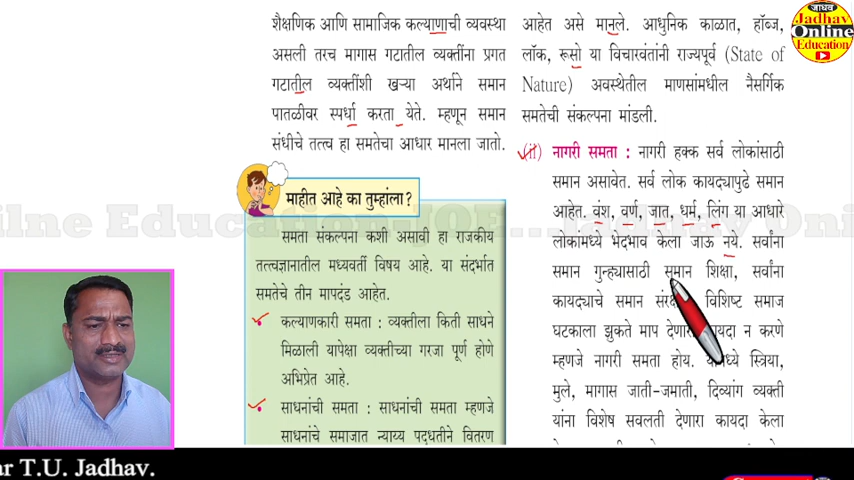 शैक्षणिक आणि सामाजिक कल्याणाची व्यवस्था
असली तरच मागास गटातील व्यक्तींना प्रगत
गटातील व्यक्तींशी खऱ्या अर्थाने समान
पातळीवर स्पर्धा करता येते. म्हणून समान
संधीचे तत्त्व हा समतेचा आधार मानला जातो.
माहीत आहे का तुम्हांला?
समता संकल्पना कशी असावी हा राजकीय
तत्त्वज्ञानातील मध्यवर्ती विषय आहे. या संदर्भात
समतेचे तीन मापदंड आहेत.
कल्याणकारी समता : व्यक्तीला किती साधने
मिळाली यापेक्षा व्यक्तीच्या गरजा पूर्ण होणे
अभिप्रेत आहे.
साधनांची समता : साधनांची समता म्हणजे
साधनांचे समाजात न्याय्य पद्धतीने वितरण
आहेत असे मानले. आधुनिक काळात, हॉब्ज,
लॉक, रूसो या विचारवंतांनी राज्यपूर्व (State of
Nature) अवस्थेतील माणसांमधील नैसर्गिक
समतेची संकल्पना मांडली.
(ii) नागरी समता : नागरी हक्क सर्व लोकांसाठी
समान असावेत. सर्व लोक कायद्यापुढे समान
आहेत. वंश, वर्ण, जात, धर्म, लिंग या आधारे
लोकांमध्ये भेदभाव केला जाऊ नये. सर्वांना
समान गुन्ह्यासाठी समान शिक्षा, सर्वांना
कायद्याचे समान विशिष्ट समाज
घटकाला झुकते माप देणारा कायदा न करणे
म्हणजे नागरी समता होय. स्त्रिया,
मुले, मागास जाती-जमाती, दिव्यांग व्यक्ती
यांना विशेष सवलती देणारा कायदा केला
जाधव
Jadhav
Online
Education
ar T.U. Jadhav.